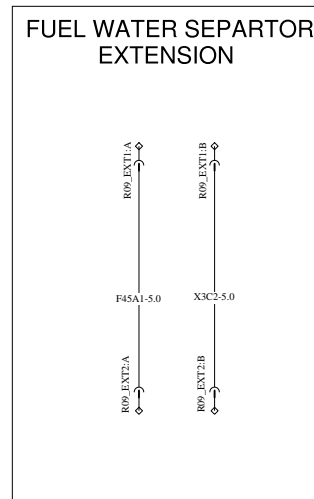 FUEL WATER SEPARTOR
EXTENSION
R09_EXT1:A
R09_EXT1:B
F45A1-5.0
X3C2-5.0
R09_EXT2:A
R09_EXT2:B